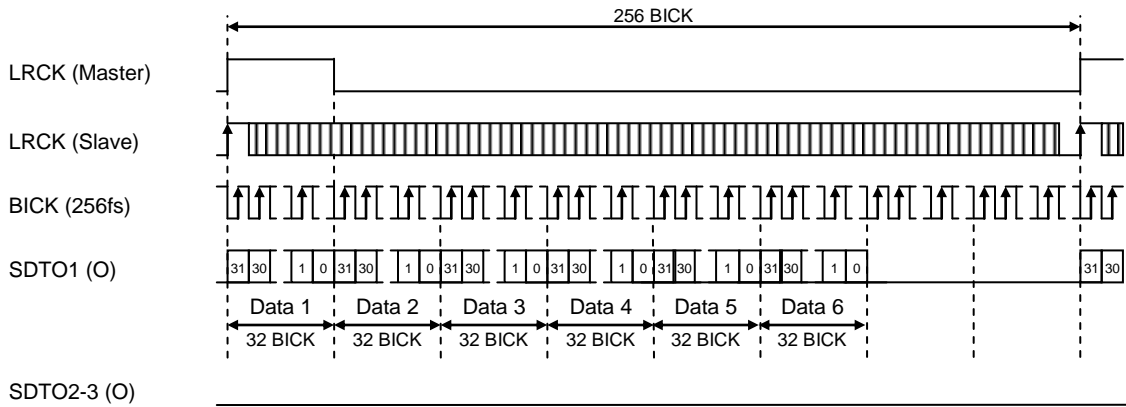 256 BICK
LRCK (Master)
LRCK (Slave)
BICK (256fs)
SDTO1 (O)
31 30 1 0 31 30 1 0 31 30 1 0 31 30 1 0 31 30 1 0 31 30 1 0 31 30
Data 1 Data 2 Data 3 Data 4 Data 5 Data 6
32 BICK 32 BICK 32 BICK 32 BICK 32 BICK 32 BICK
SDTO2-3 (O)